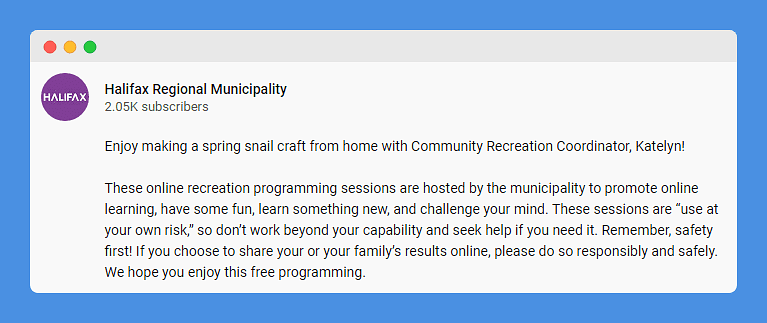 HALIFAX
Halifax Regional Municipality
2.05K subscribers
Enjoy making a spring snail craft from home with Community Recreation Coordinator, Katelyn!
These online recreation programming sessions are hosted by the municipality to promote online
learning, have some fun, learn something new, and challenge your mind. These sessions are “use at
your own risk,” so don’t work beyond your capability and seek help if you need it. Remember, safety
first! If you choose to share your or your family’s results online, please do so responsibly and safely.
We hope you enjoy this free programming.